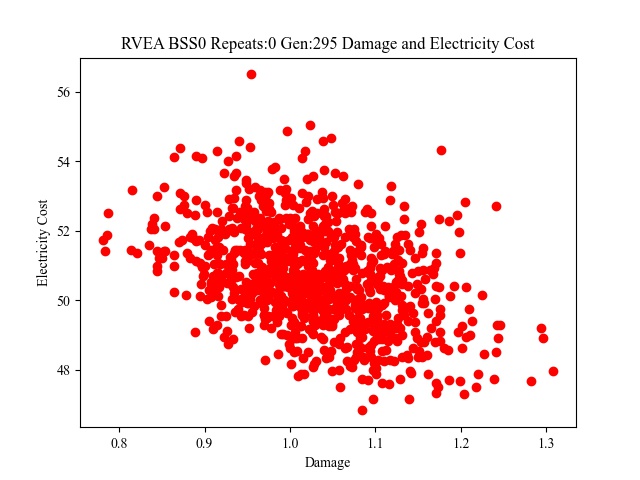 RVEA BSS0 Repeats:0 Gen:295 Damage and Electricity Cost
56
54
52
50
48
Electricity Cost
0.8 0.9 1.0 1.1 1.2 1.3
Damage